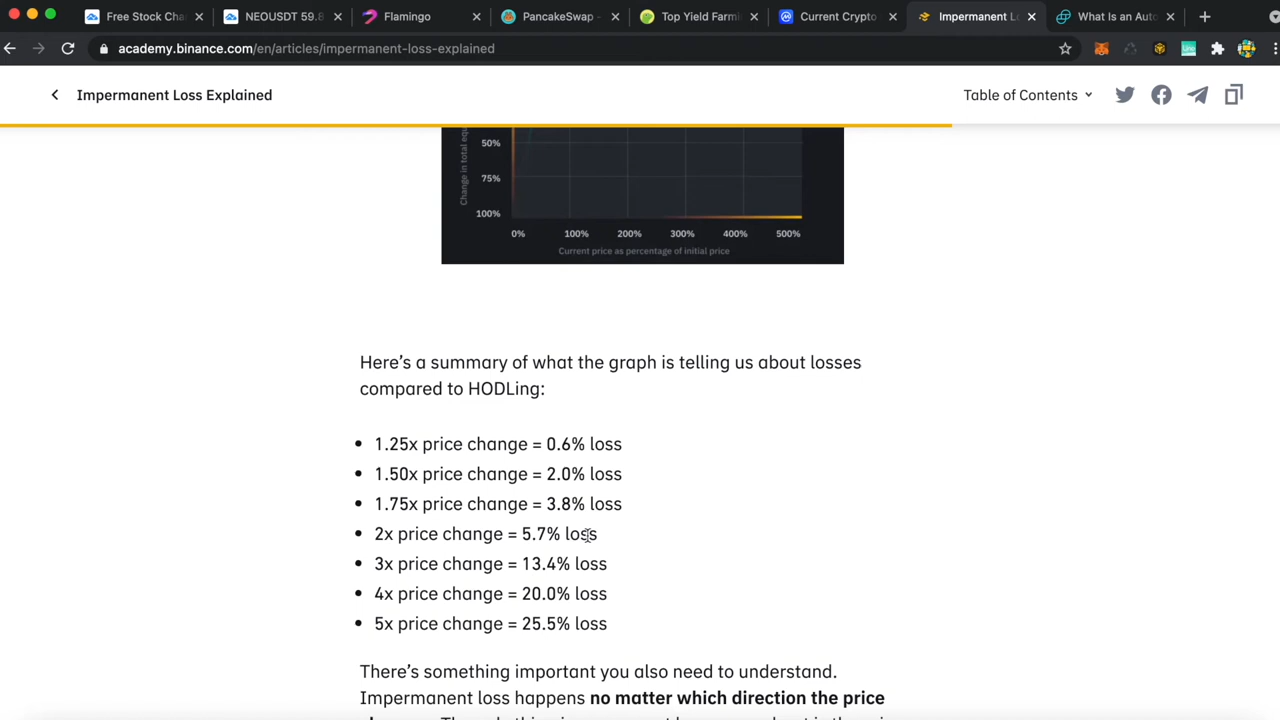 Free Stock Cha
NEOUSDT 59.8
Flamingo
PancakeSwap -
Top Yield Farmi
Current Crypto
Impermanent Lo
What Is an Auto
academy.binance.com/en/articles/impermanent-loss-explained
Impermanent Loss Explained
Table of Contents
Change in total equ
50%
75%
100%
0% 100% 200% 300% 400% 500%
Current price as percentage of initial price
Here's a summary of what the graph is telling us about losses
compared to HODLing:
1.25x price change = 0.6% loss
1.50x price change = 2.0% loss
1.75x price change = 3.8% loss
2x price change = 5.7% loss
3x price change = 13.4% loss
4x price change = 20.0% loss
5x price change = 25.5% loss
There's something important you also need to understand.
Impermanent loss happens no matter which direction the price